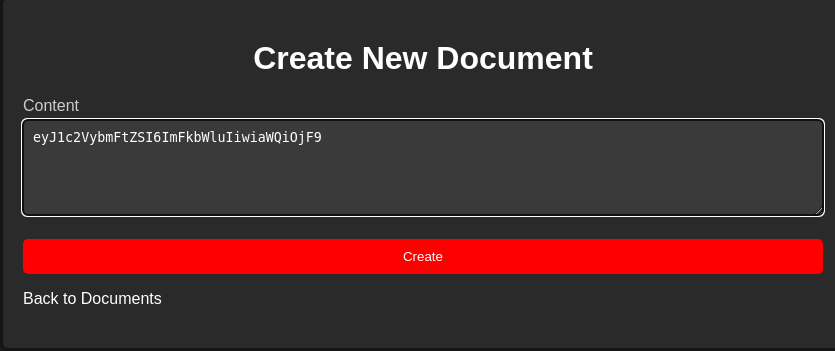 Create New Document
Content
eyJ1c2VybmFtZSI6ImFkbWluIiwiaWQiOjF9
Create
Back to Documents